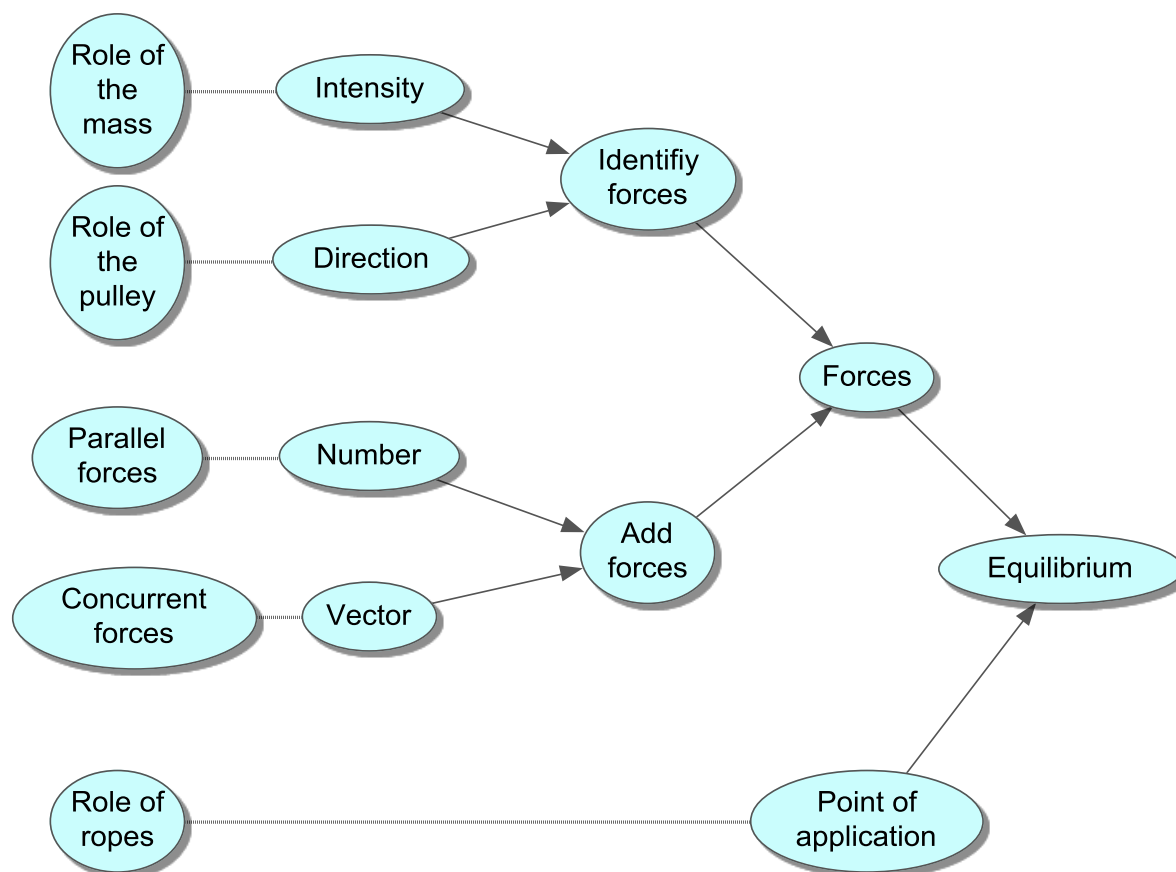 Role of
the
mass
Intensity
Identifiy
forces
Role of
the
pulley
Direction
Forces
Parallel
forces
Number
Add
forces
Equilibrium
Concurrent
forces
Vector
Role of
ropes
Point of
application